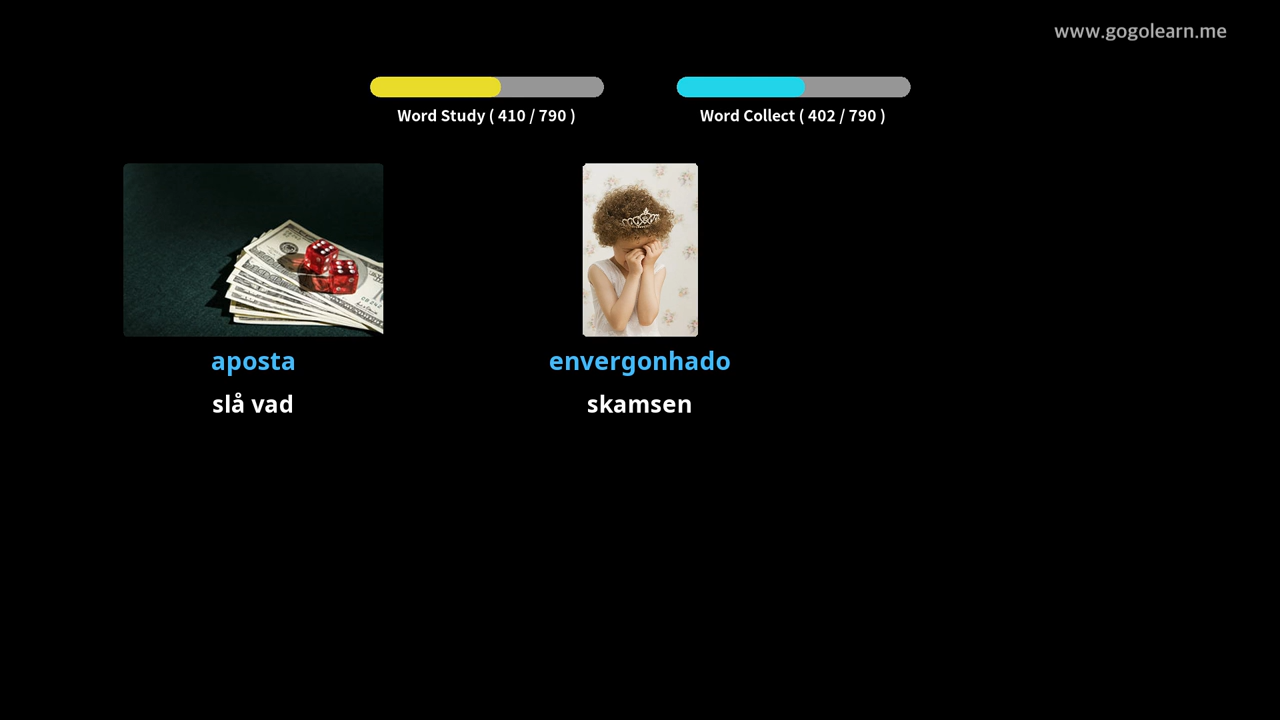 www.gogolearn.me
Word Study ( 410 / 790 )
Word Collect ( 402 / 790 )
aposta
envergonhado
slå vad
skamsen